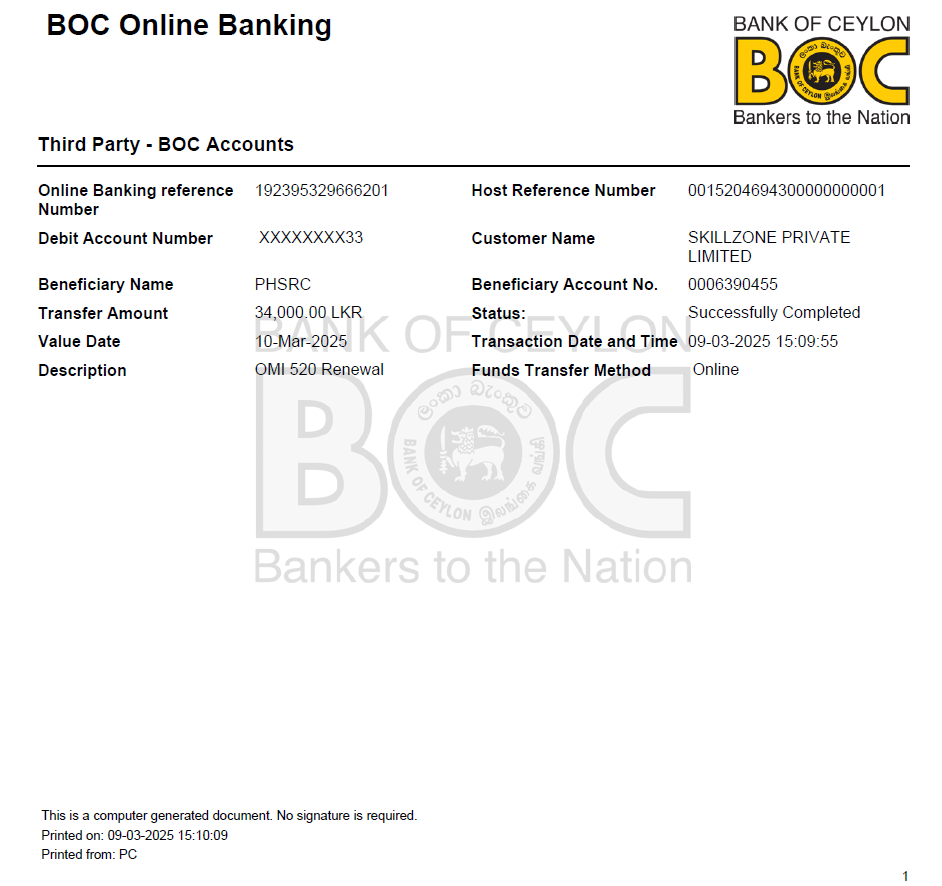 BOC Online Banking
BANK OF CEYLON
BOC
ලංකා බැංකුව
BANK OF CEYLON
இலங்கை வங்கி
Bankers to the Nation
Third Party - BOC Accounts
Online Banking reference Number 192395329666201
Host Reference Number 0015204694300000000001
Debit Account Number XXXXXXXX33
Customer Name SKILLZONE PRIVATE LIMITED
Beneficiary Name PHSRC
Beneficiary Account No. 0006390455
Transfer Amount 34,000.00 LKR
Status: Successfully Completed
Value Date 10-Mar-2025
Transaction Date and Time 09-03-2025 15:09:55
Description OMI 520 Renewal
Funds Transfer Method Online
BANK OF CEYLON
BOC
ලංකා බැංකුව
BANK OF CEYLON
இலங்கை வங்கி
Bankers to the Nation
This is a computer generated document. No signature is required.
Printed on: 09-03-2025 15:10:09
Printed from: PC
1